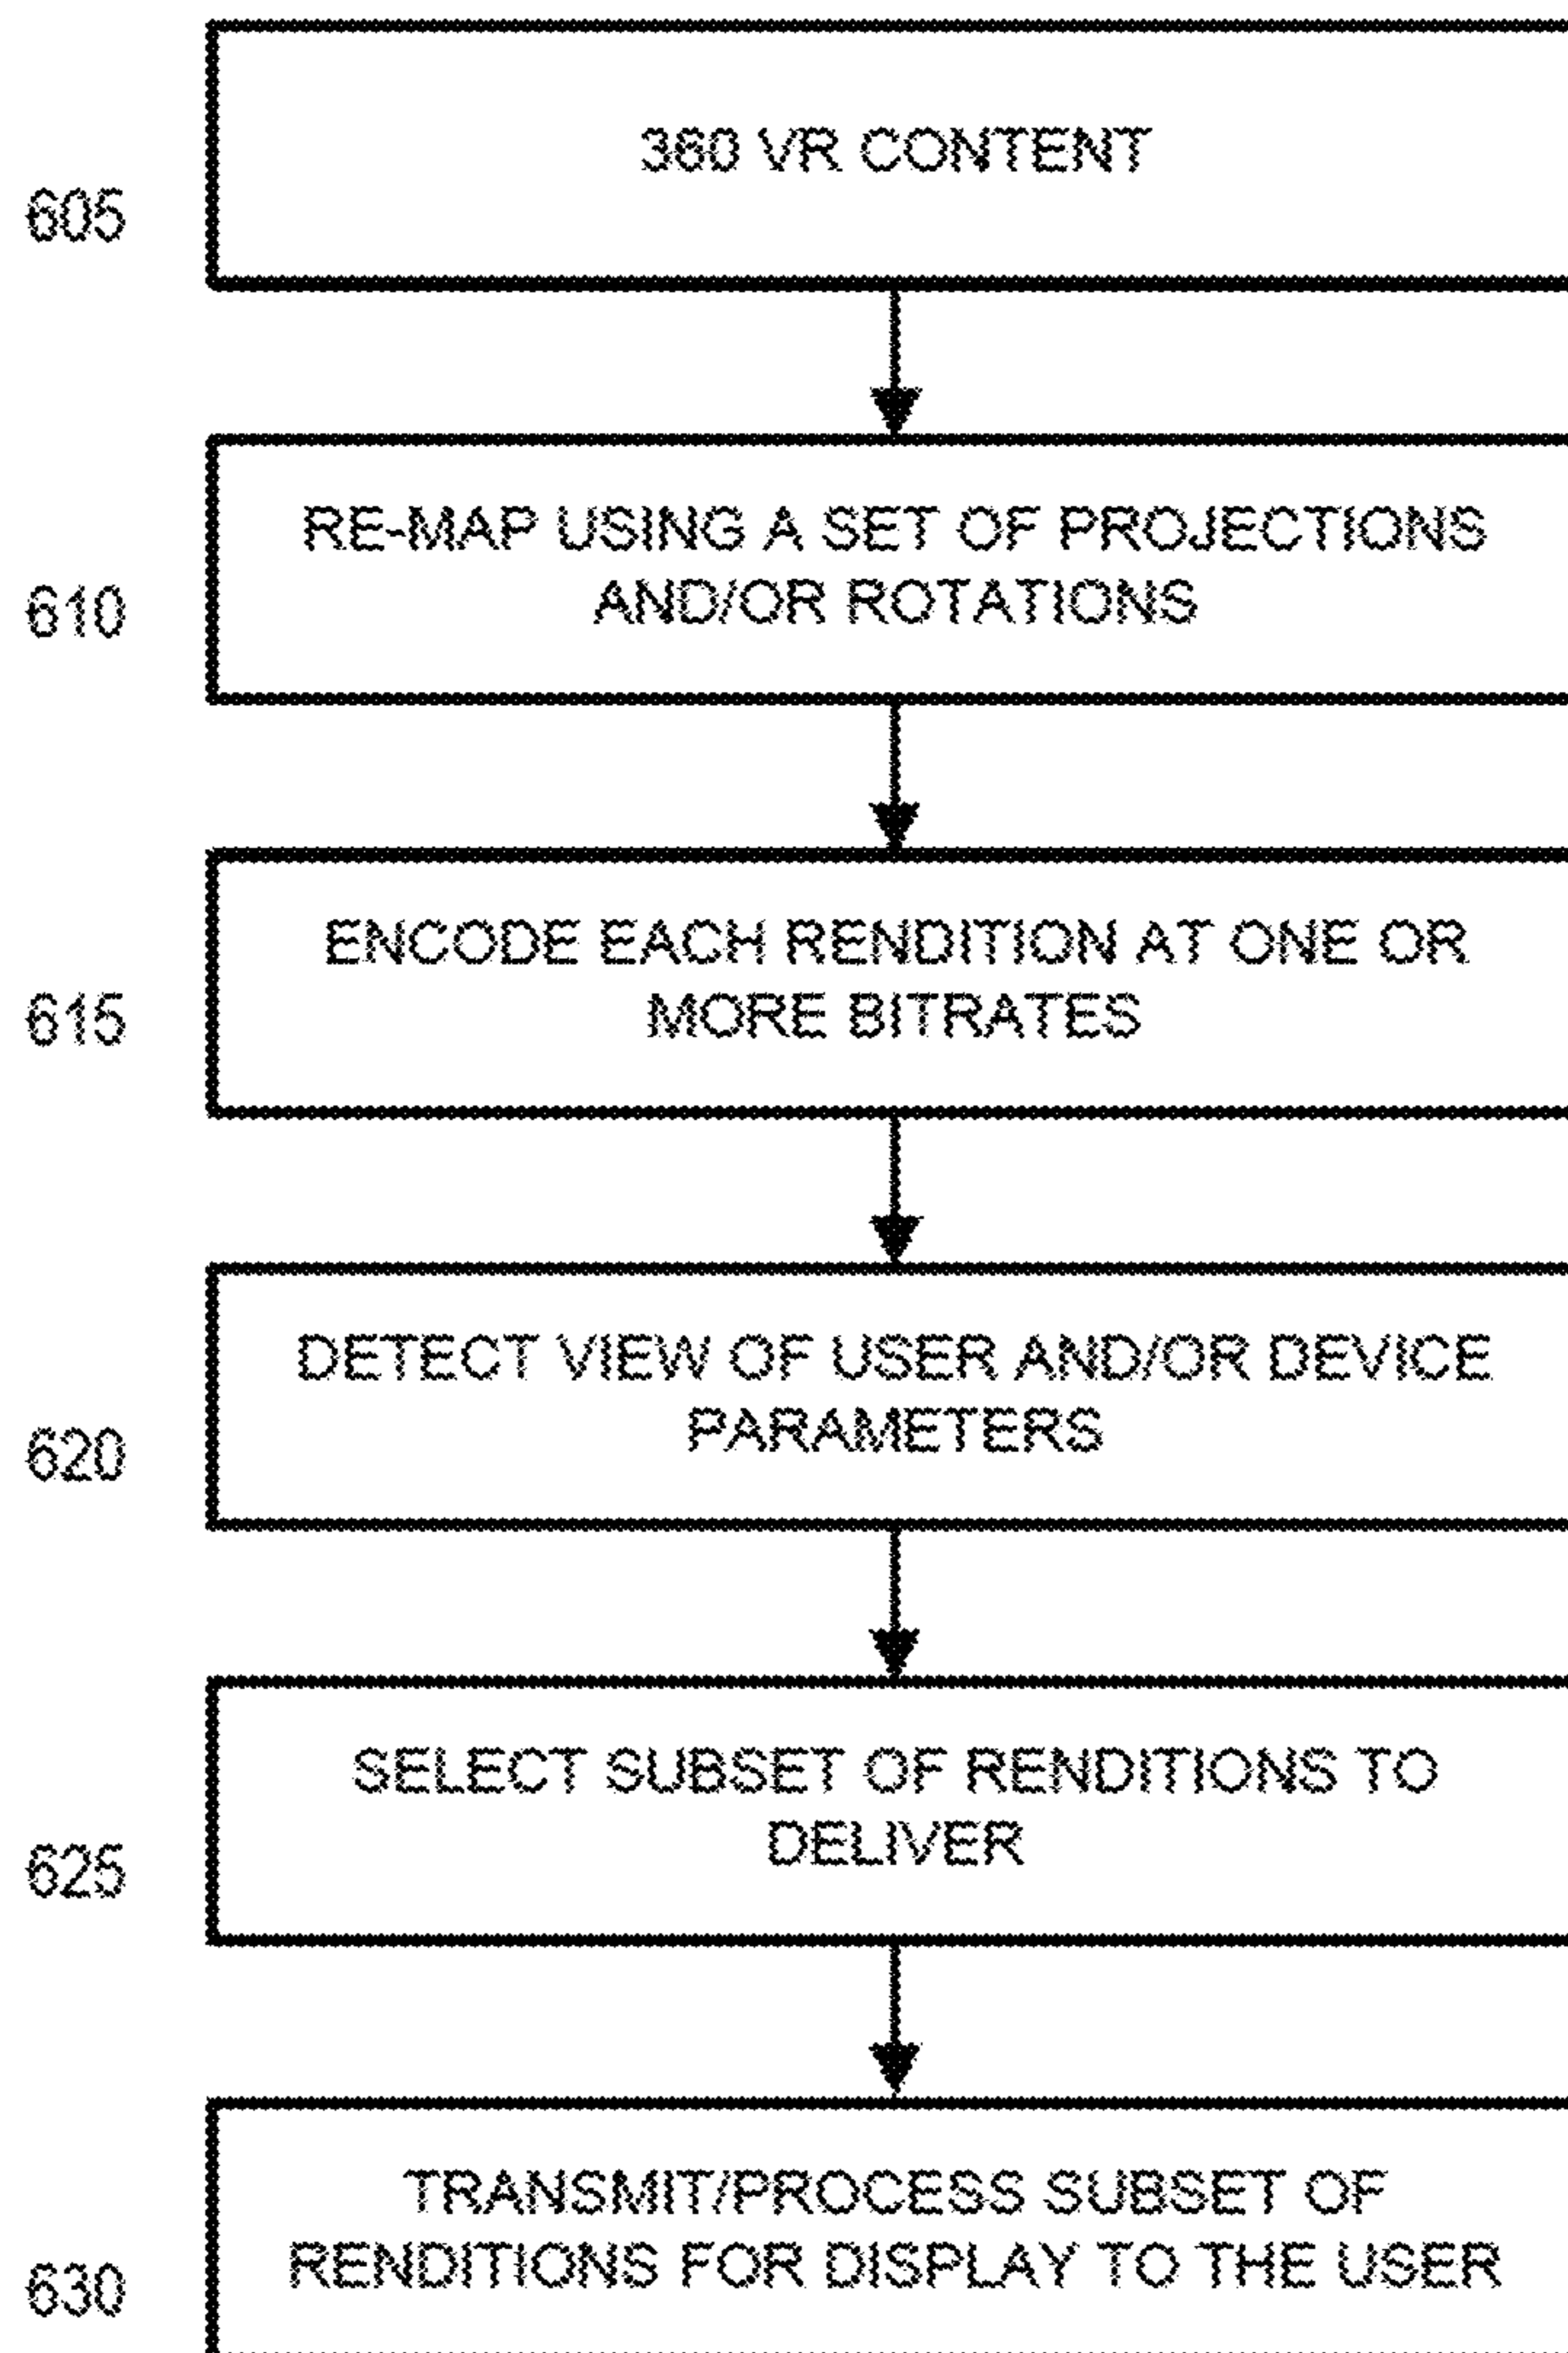 360 VR CONTENT
605
RE-MAP USING A SET OF PROJECTIONS
AND/OR ROTATIONS
610
ENCODE EACH RENDITION AT ONE OR
MORE BITRATES
615
DETECT VIEW OF USER AND/OR DEVICE
PARAMETERS
620
SELECT SUBSET OF RENDITIONS TO
DELIVER
625
TRANSMIT/PROCESS SUBSET OF
RENDITIONS FOR DISPLAY TO THE USER
630